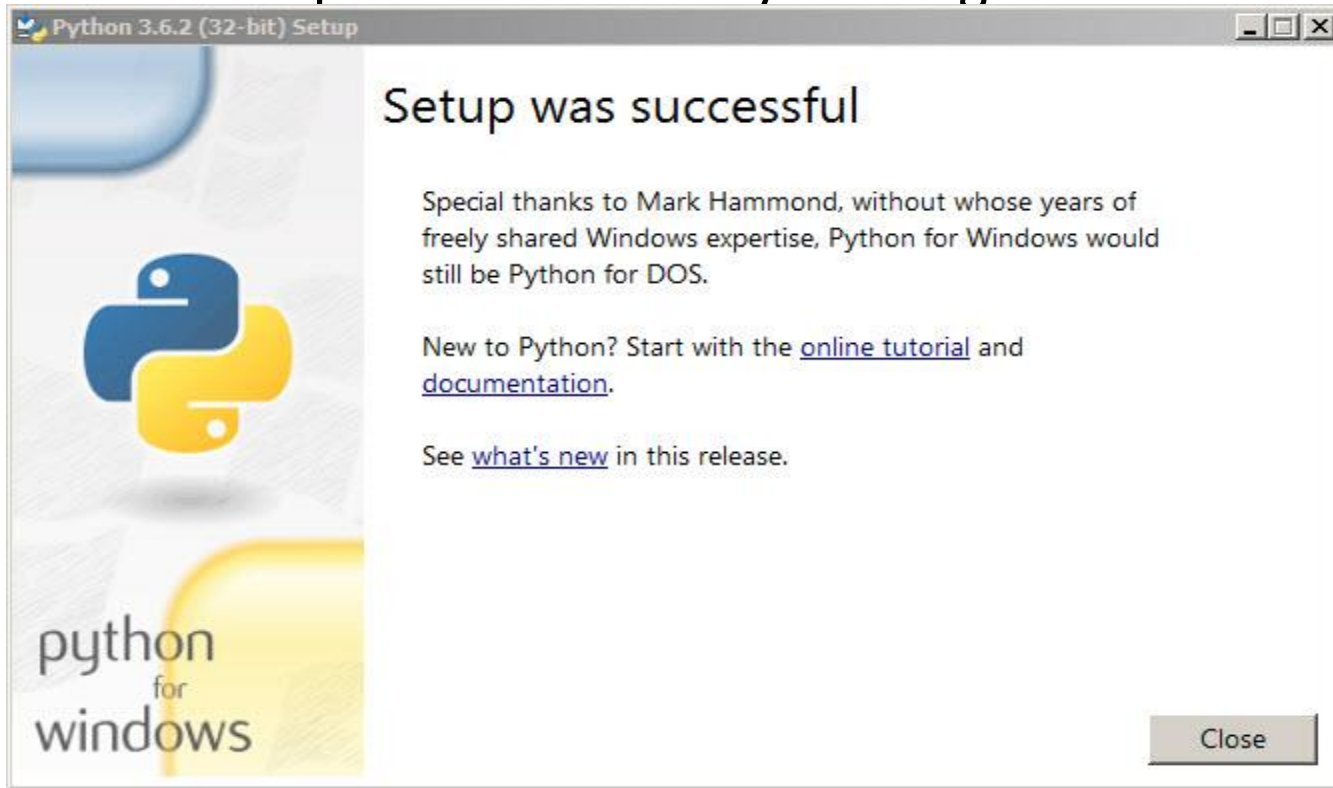 Python 3.6.2 (32-bit) Setup
Setup was successful
Special thanks to Mark Hammond, without whose years of
freely shared Windows expertise, Python for Windows would
still be Python for DOS.
New to Python? Start with the online tutorial and
documentation.
See what's new in this release.
python
for
windows
Close